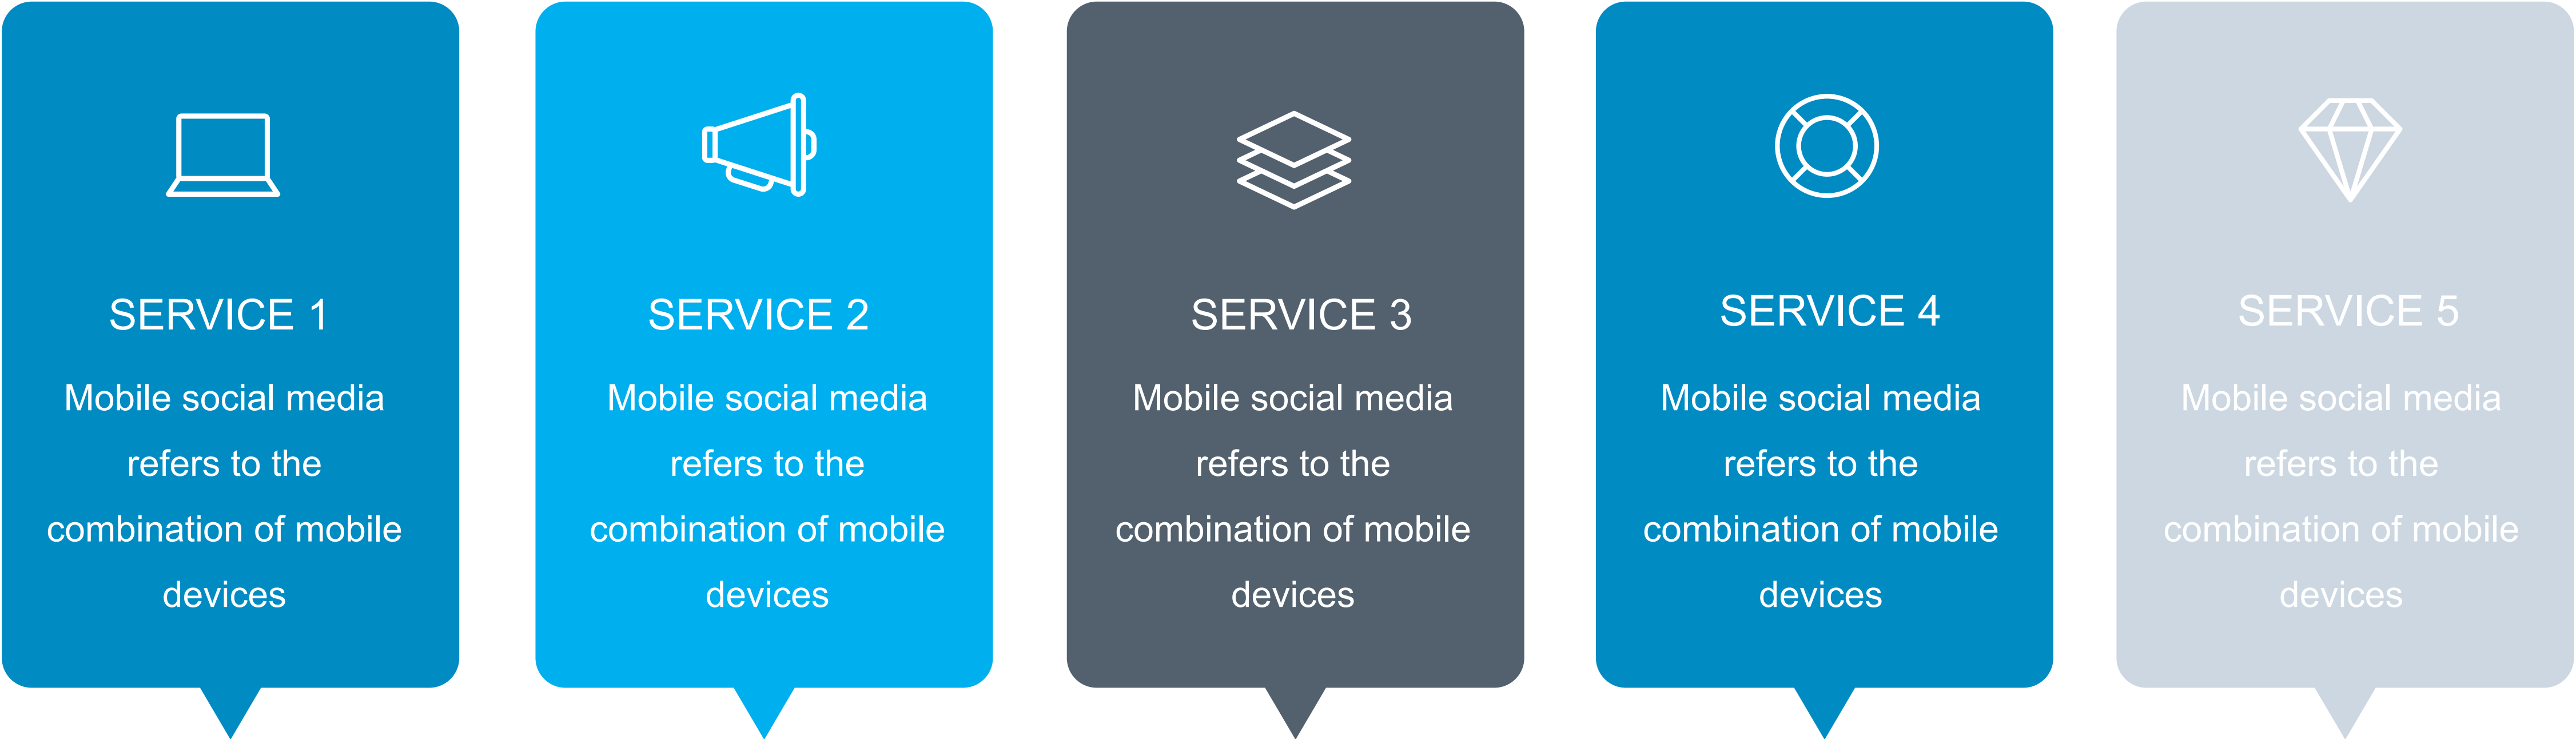 SERVICE 1
Mobile social media
refers to the
combination of mobile
devices
SERVICE 2
Mobile social media
refers to the
combination of mobile
devices
SERVICE 3
Mobile social media
refers to the
combination of mobile
devices
SERVICE 4
Mobile social media
refers to the
combination of mobile
devices
SERVICE 5
Mobile social media
refers to the
combination of mobile
devices